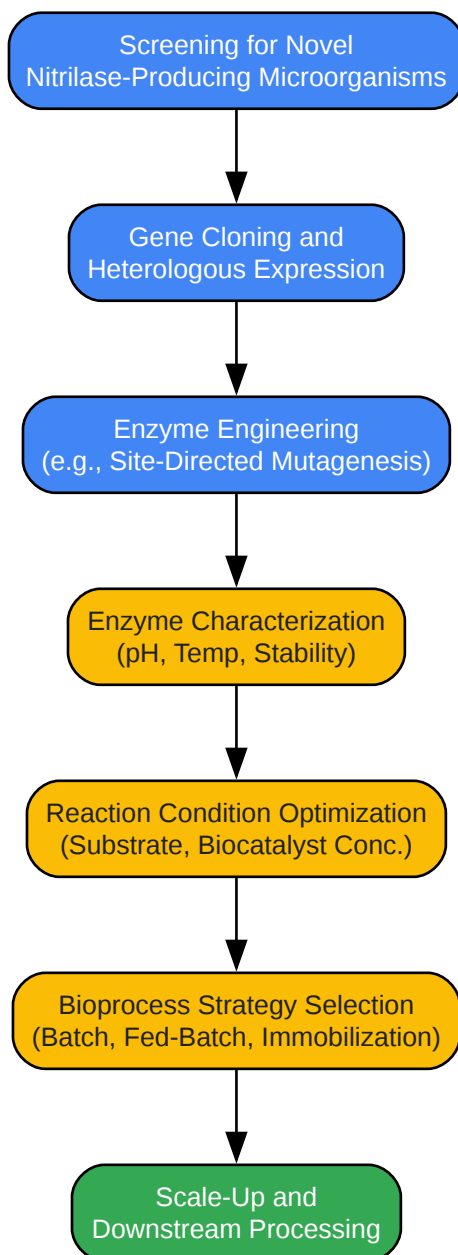 Screening for Novel
Nitrilase-Producing Microorganisms
Gene Cloning and
Heterologous Expression
Enzyme Engineering
(e.g., Site-Directed Mutagenesis)
Enzyme Characterization
(pH, Temp, Stability)
Reaction Condition Optimization
(Substrate, Biocatalyst Conc.)
Bioprocess Strategy Selection
(Batch, Fed-Batch, Immobilization)
Scale-Up and
Downstream Processing